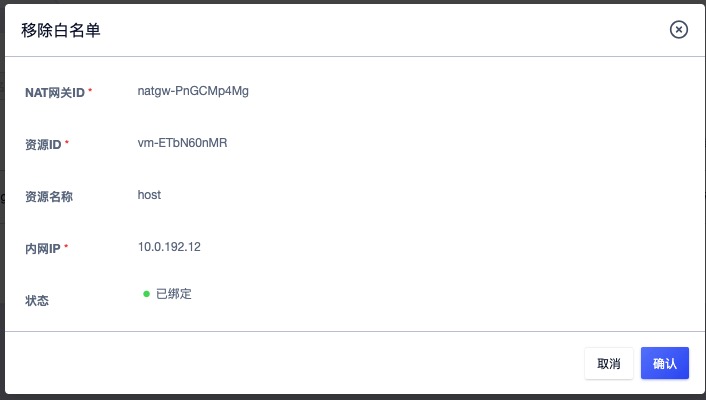 移除白名单
NAT网关ID * natgw-PnGCMp4Mg
资源ID * vm-ETbN60nMR
资源名称 host
内网IP * 10.0.192.12
状态 已绑定
取消 确认